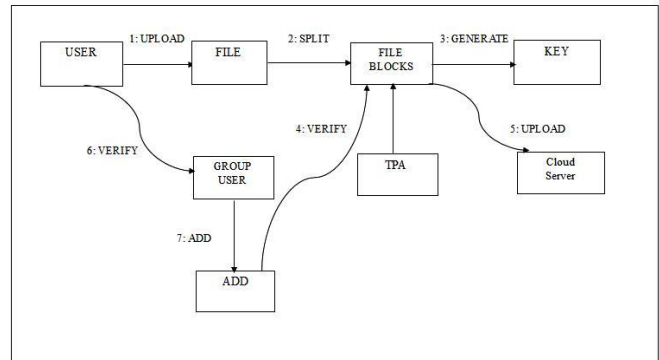 1: UPLOAD
2: SPLIT
3: GENERATE
USER
FILE
FILE
BLOCKS
KEY
4: VERIFY
5: UPLOAD
6: VERIFY
GROUP
USER
TPA
Cloud
Server
7: ADD
ADD